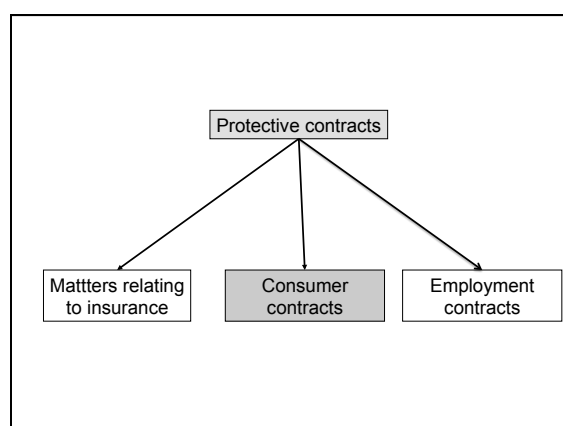 Protective contracts
Mattters relating
to insurance
Consumer
contracts
Employment
contracts